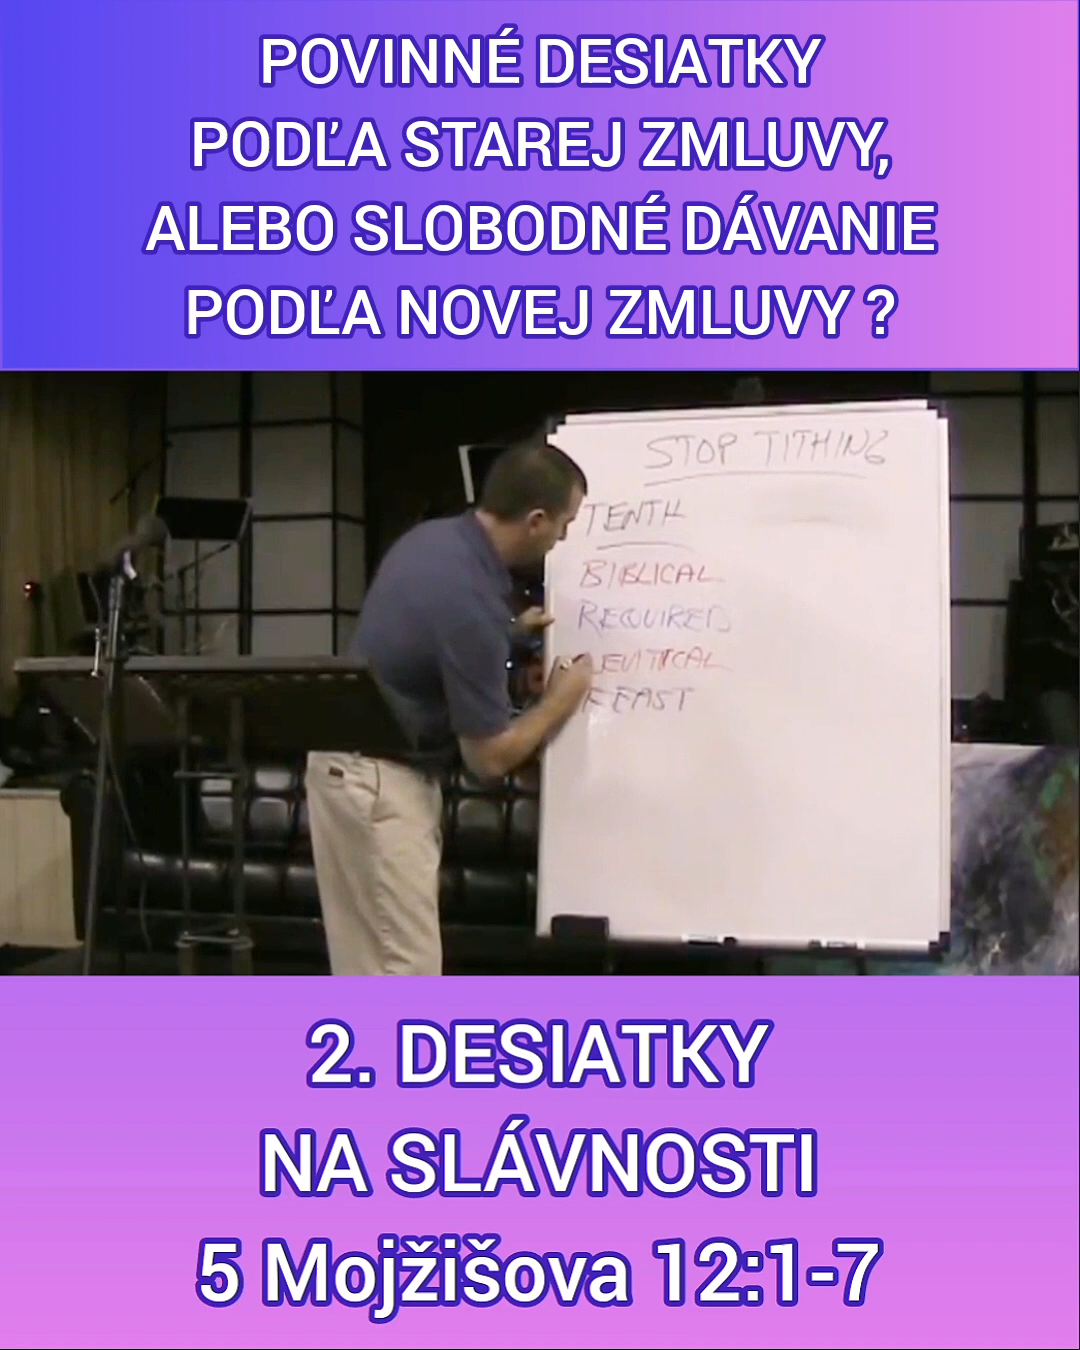 POVINNÉ DESIATKY
PODĽA STAREJ ZMLUVY,
ALEBO SLOBODNÉ DÁVANIE
PODĽA NOVEJ ZMLUVY ?
STOP TITHING
TENTH
BIBLICAL
REQUIRED
LEVITICAL
FEAST
2. DESIATKY
NA SLÁVNOSTI
5 Mojžišova 12:1-7